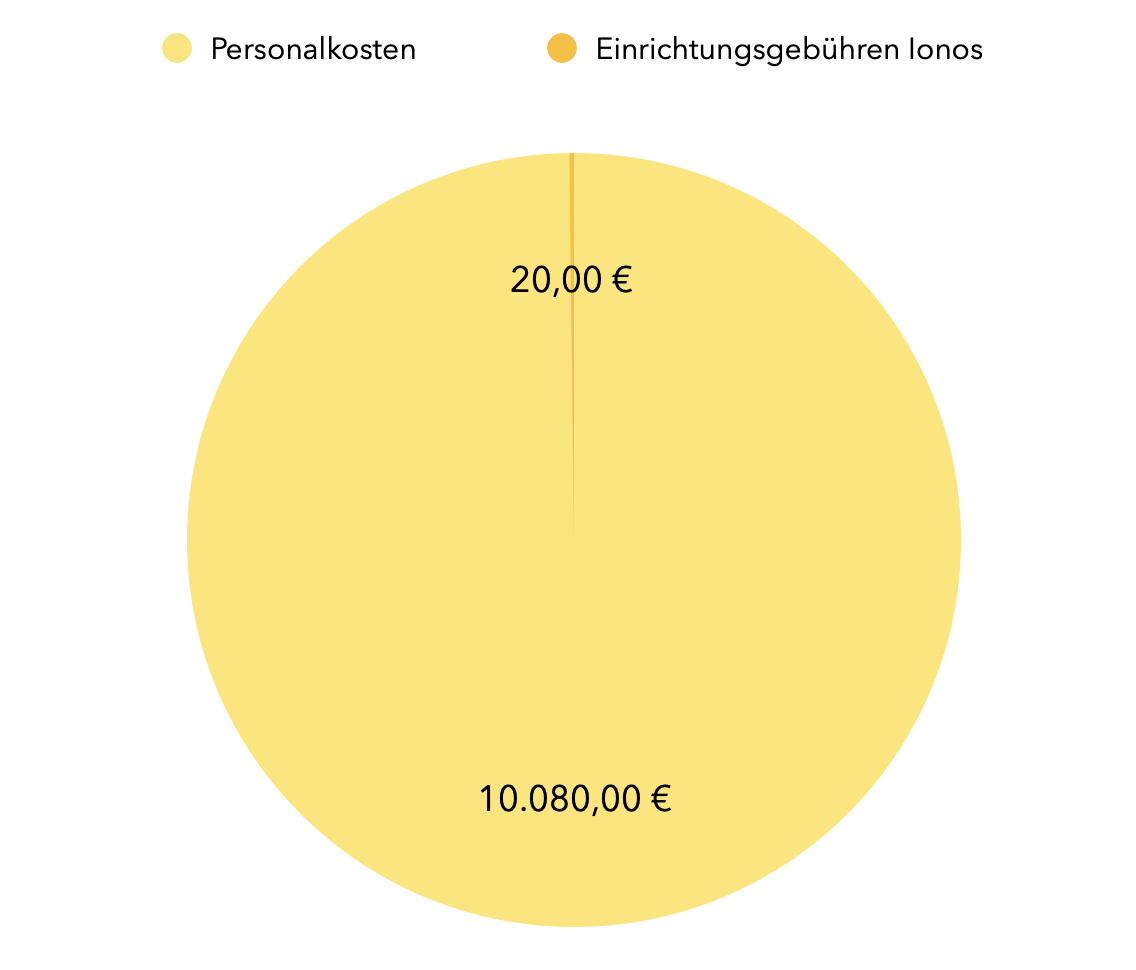 Personalkosten
Einrichtungsgebühren Ionos
20,00 €
10.080,00 €